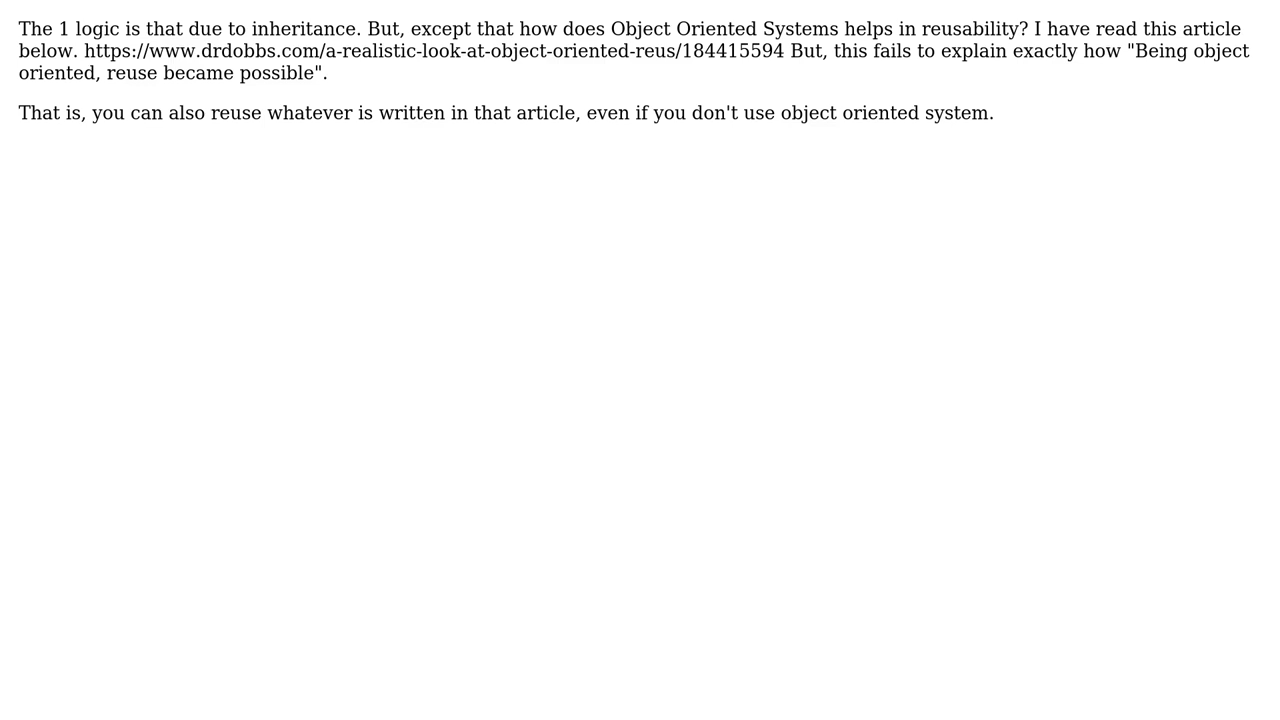 The 1 logic is that due to inheritance. But, except that how does Object Oriented Systems helps in reusability? I have read this article
below. https://www.drdobbs.com/a-realistic-look-at-object-oriented-reus/184415594 But, this fails to explain exactly how "Being object
oriented, reuse became possible".
That is, you can also reuse whatever is written in that article, even if you don't use object oriented system.